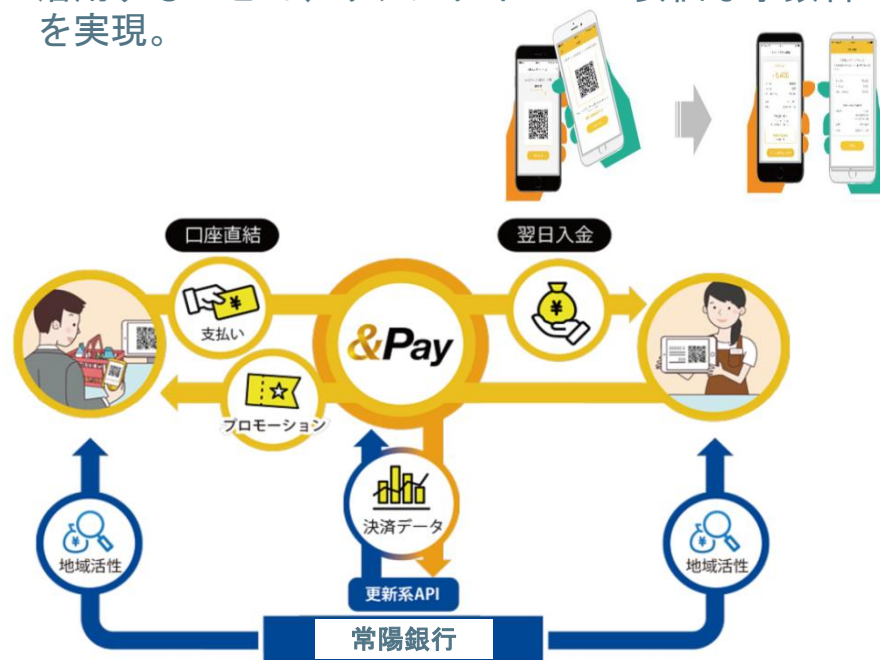 を実現。
口座直結
翌日入金
支払い
&Pay
プロモーション
決済データ
地域活性
地域活性
更新系API
常陽銀行